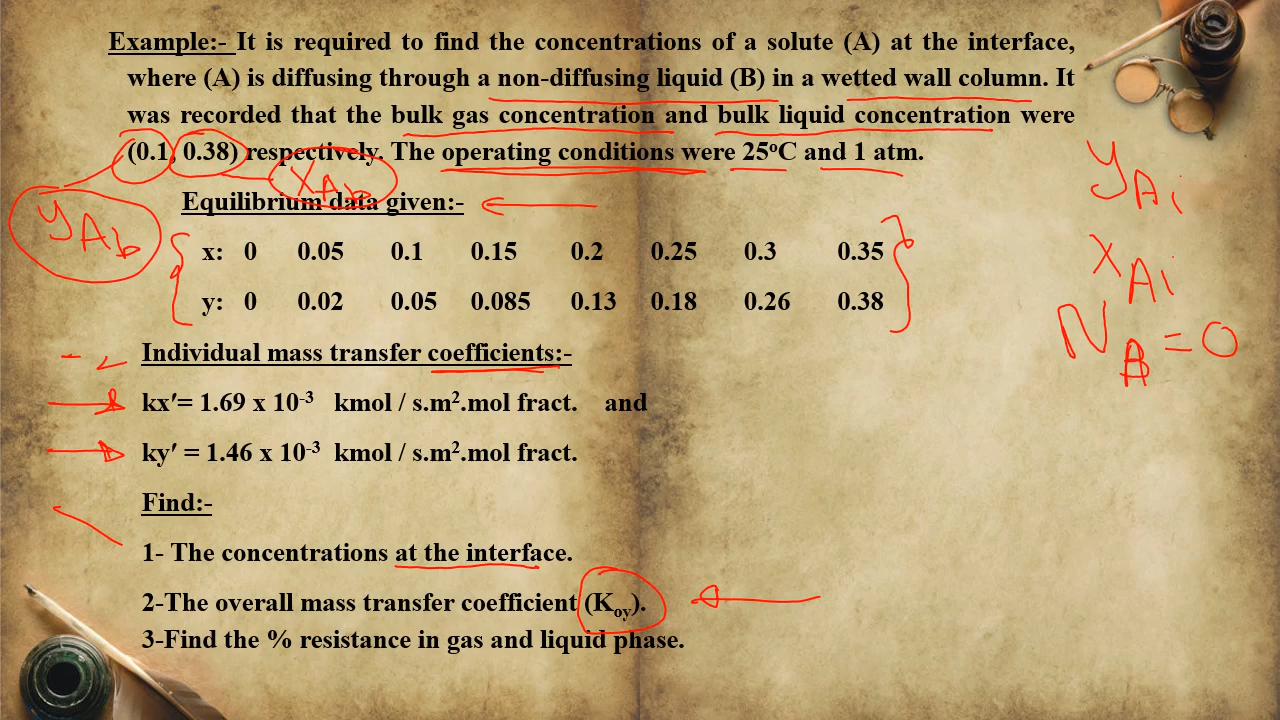 Example:- It is required to find the concentrations of a solute (A) at the interface,
where (A) is diffusing through a non-diffusing liquid (B) in a wetted wall column. It
was recorded that the bulk gas concentration and bulk liquid concentration were
(0.1, 0.38) respectively. The operating conditions were 25ºC and 1 atm.
xAb
yAb
Equilibrium data given:-
x: 0 0.05 0.1 0.15 0.2 0.25 0.3 0.35
y: 0 0.02 0.05 0.085 0.13 0.18 0.26 0.38
Individual mass transfer coefficients:-
kx′= 1.69 x 10⁻³ kmol / s.m².mol fract. and
ky′ = 1.46 x 10⁻³ kmol / s.m².mol fract.
Find:-
1- The concentrations at the interface.
2-The overall mass transfer coefficient (Koy).
3-Find the % resistance in gas and liquid phase.
yAi
xAi
NB=0